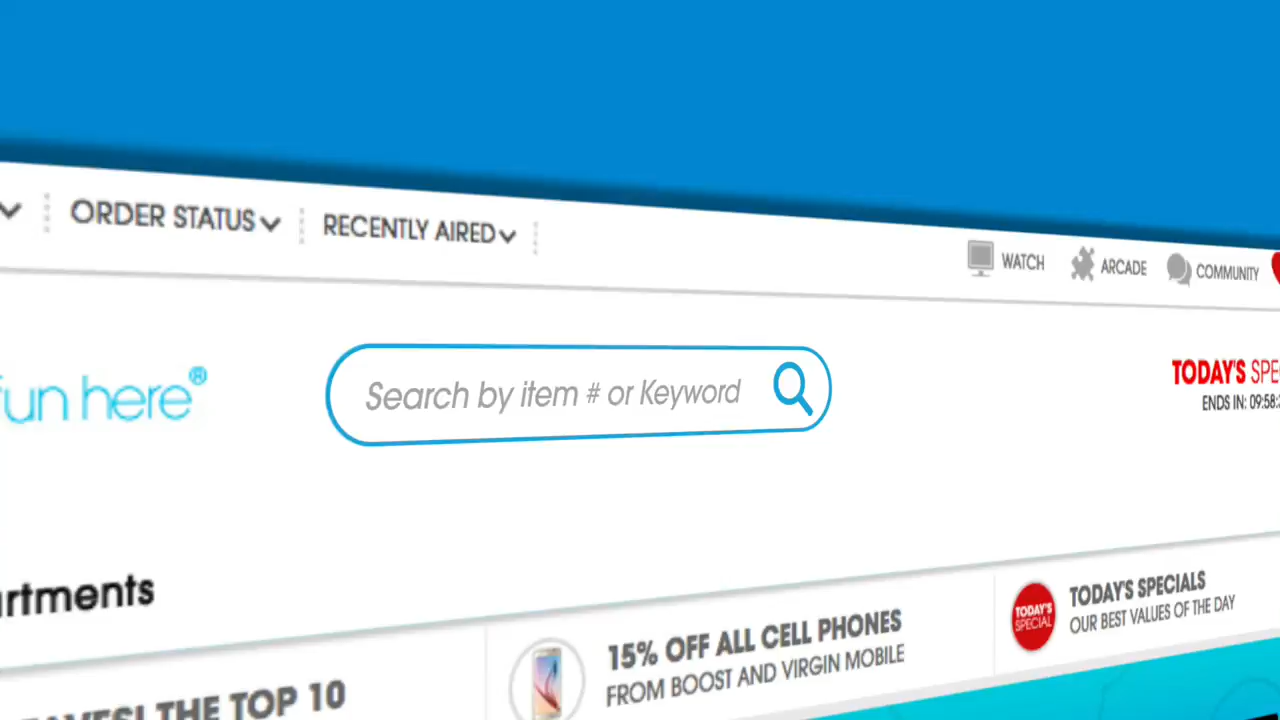 ORDER STATUS
RECENTLY AIRED
WATCH
ARCADE
COMMUNITY
fun here®
Search by item # or Keyword
TODAY'S
ENDS IN: 09:58:
15% OFF ALL CELL PHONES
FROM BOOST AND VIRGIN MOBILE
TODAY'S
SPECIAL
TODAY'S SPECIALS
OUR BEST VALUES OF THE DAY
THE TOP 10